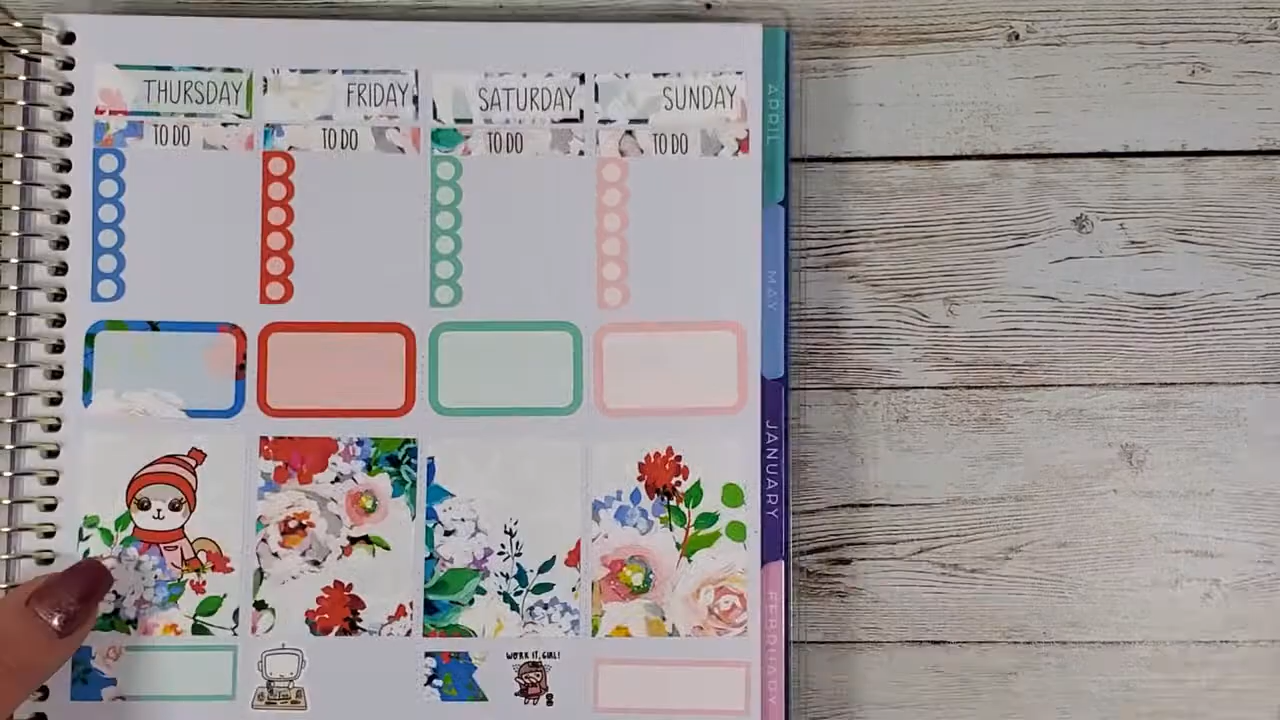 THURSDAY FRIDAY SATURDAY SUNDAY
TO DO TO DO TO DO TO DO
WORK IT, GIRL!
APRIL
MAY
JANUARY
FEBRUARY